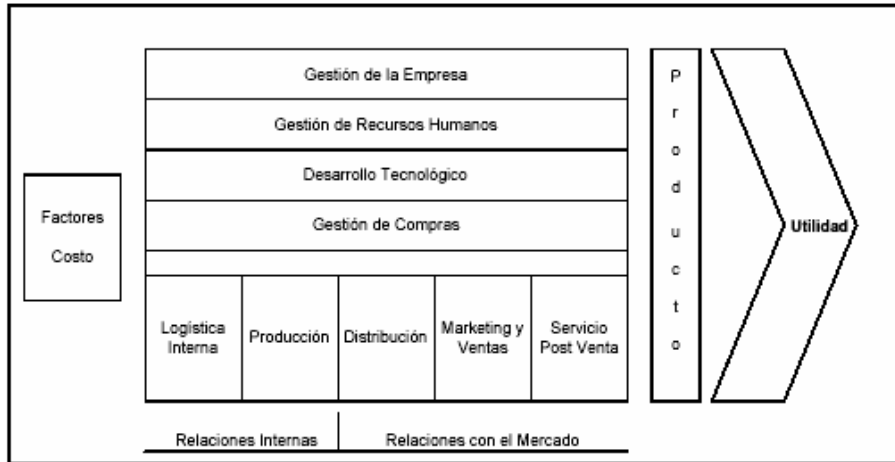 Gestión de la Empresa
Gestión de Recursos Humanos
Desarrollo Tecnológico
Gestión de Compras
Factores
Costo
Logística
Interna
Producción
Distribución
Marketing y
Ventas
Servicio
Post Venta
Relaciones Internas
Relaciones con el Mercado
Producto
Utilidad